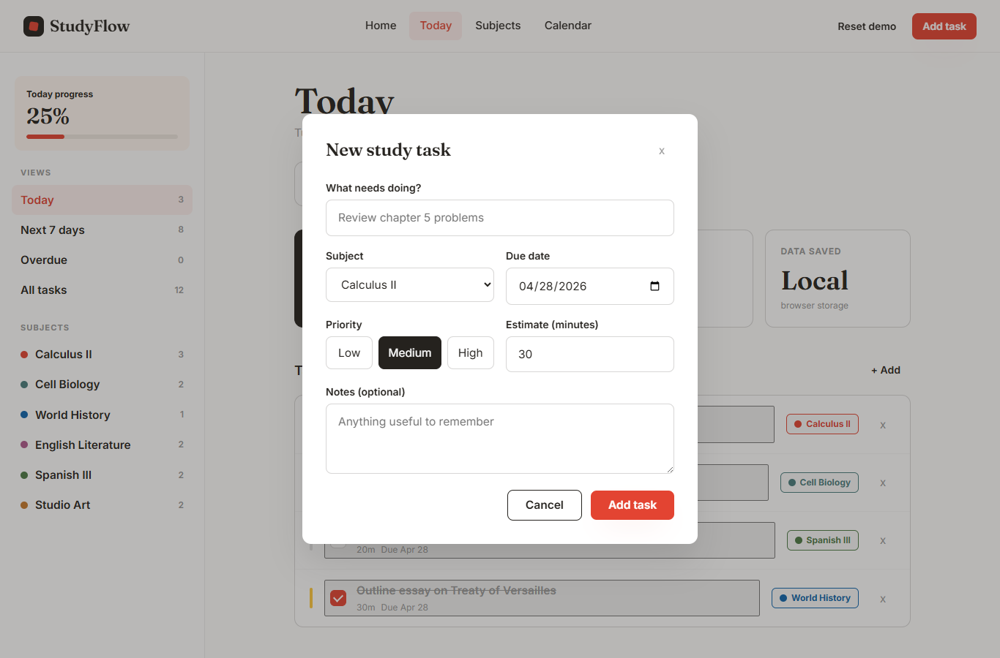 StudyFlow
Home
Today
Subjects
Calendar
Reset demo
Add task
Today progress
25%
VIEWS
Today 3
Next 7 days 8
Overdue 0
All tasks 12
SUBJECTS
Calculus II 3
Cell Biology 2
World History 1
English Literature 2
Spanish III 2
Studio Art 2
Today
New study task
x
What needs doing?
Review chapter 5 problems
Subject
Due date
Calculus II
04/28/2026
Priority
Estimate (minutes)
Low
Medium
High
30
Notes (optional)
Anything useful to remember
Cancel
Add task
DATA SAVED
Local
browser storage
+ Add
Calculus II x
Cell Biology x
20m Due Apr 28
Spanish III x
Outline essay on Treaty of Versailles
30m Due Apr 28
World History x